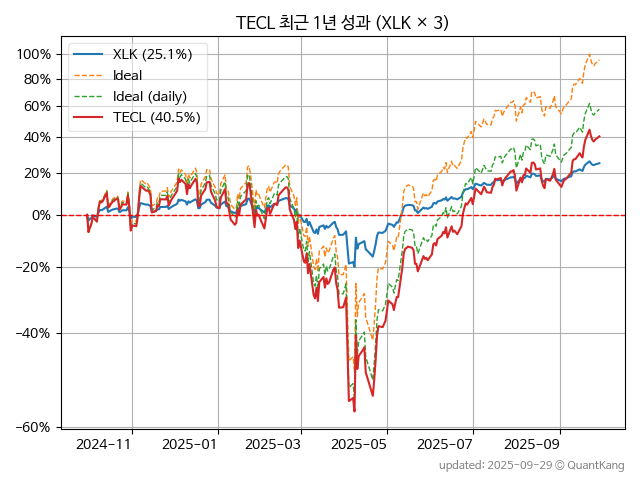 TECL 최근 1년 성과 (XLK × 3)
100%
80%
60%
40%
20%
0%
−20%
−40%
−60%
XLK (25.1%)
Ideal
Ideal (daily)
TECL (40.5%)
2024-11
2025-01
2025-03
2025-05
2025-07
2025-09
updated: 2025-09-29 © QuantKang